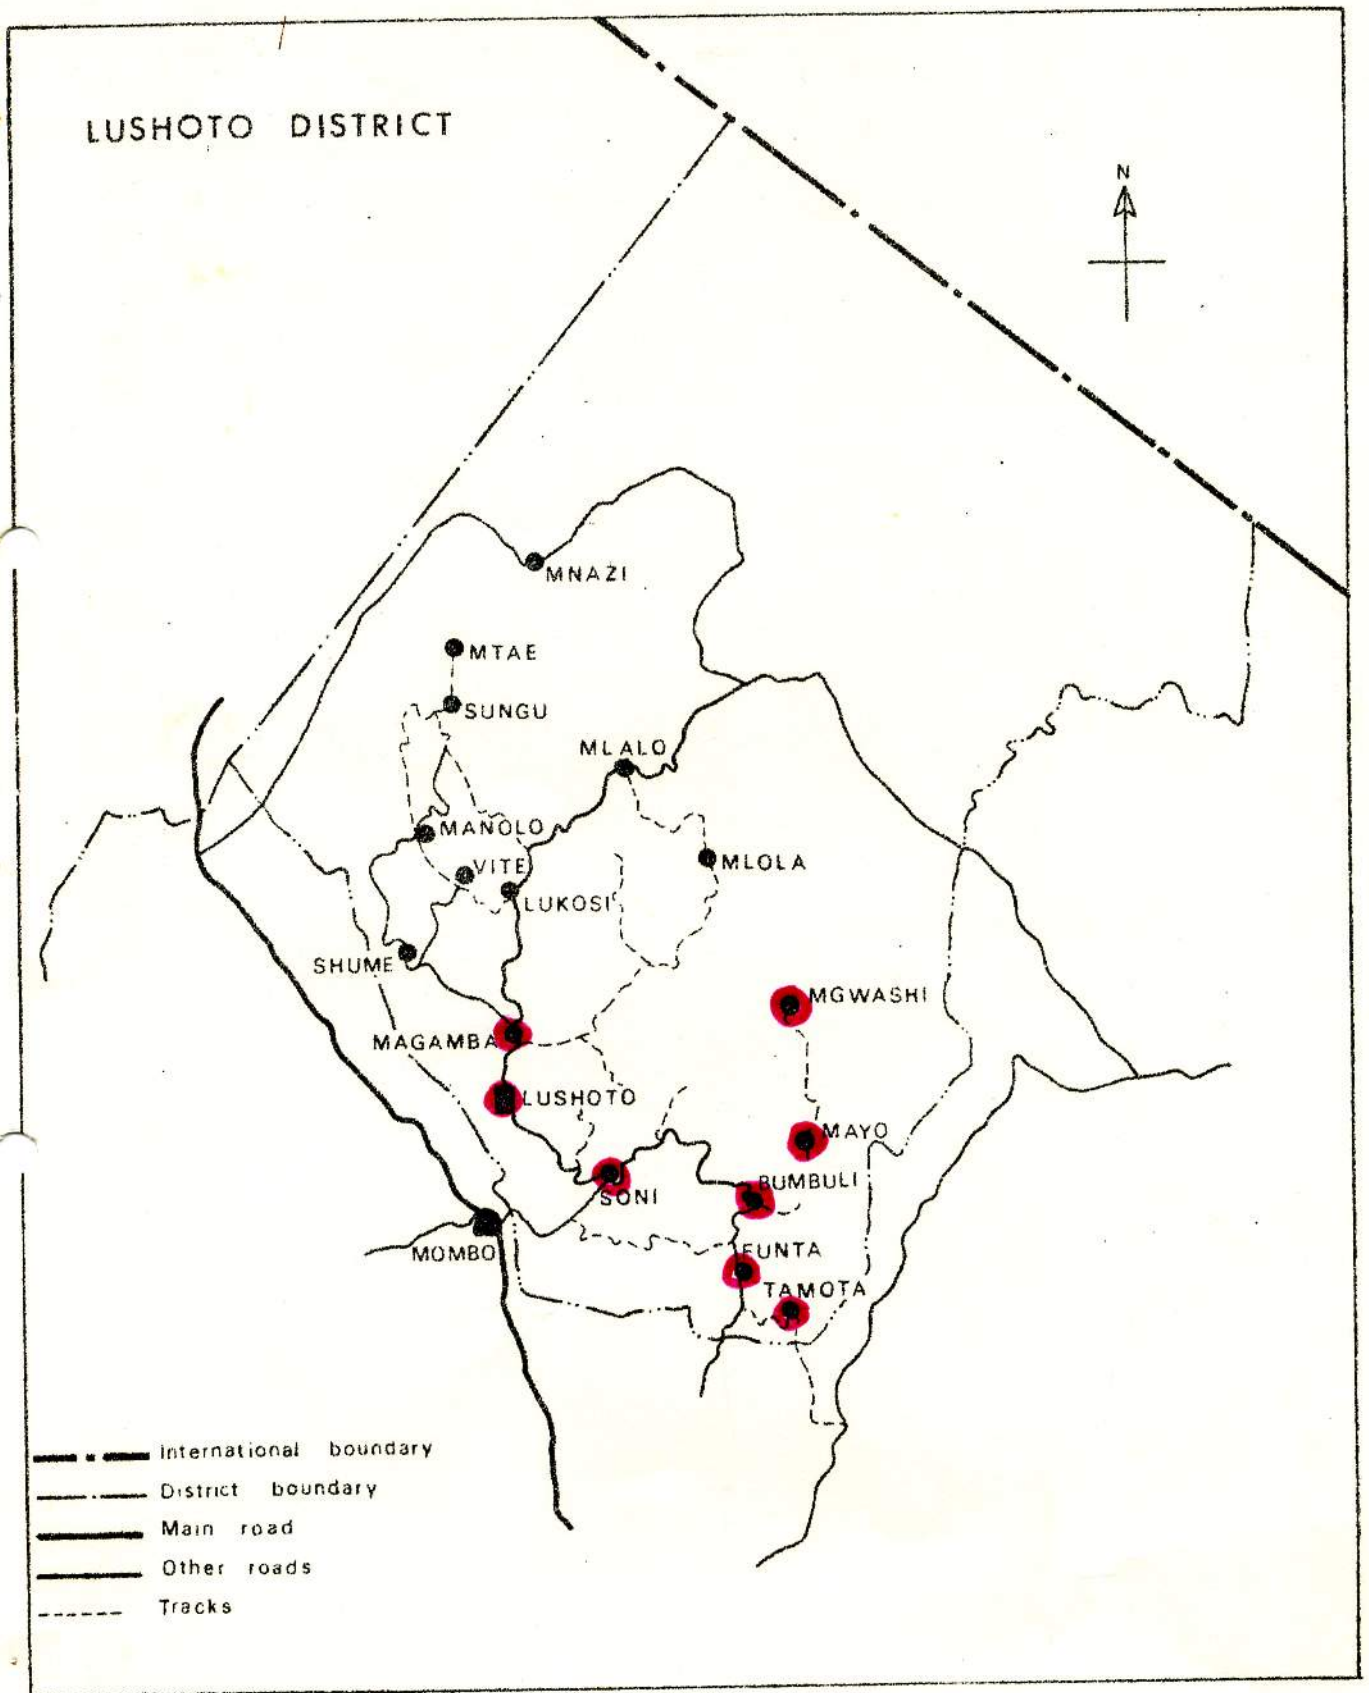 LUSHOTO DISTRICT
N
MNAZI
MTAE
SUNGU
MLALO
MANOLO
VITE
MLOLA
LUKOSI
SHUME
MGWASHI
MAGAMBA
LUSHOTO
MAYO
BUMBULI
SONI
MOMBO
FUNTA
TAMOTA
International boundary
District boundary
Main road
Other roads
Tracks